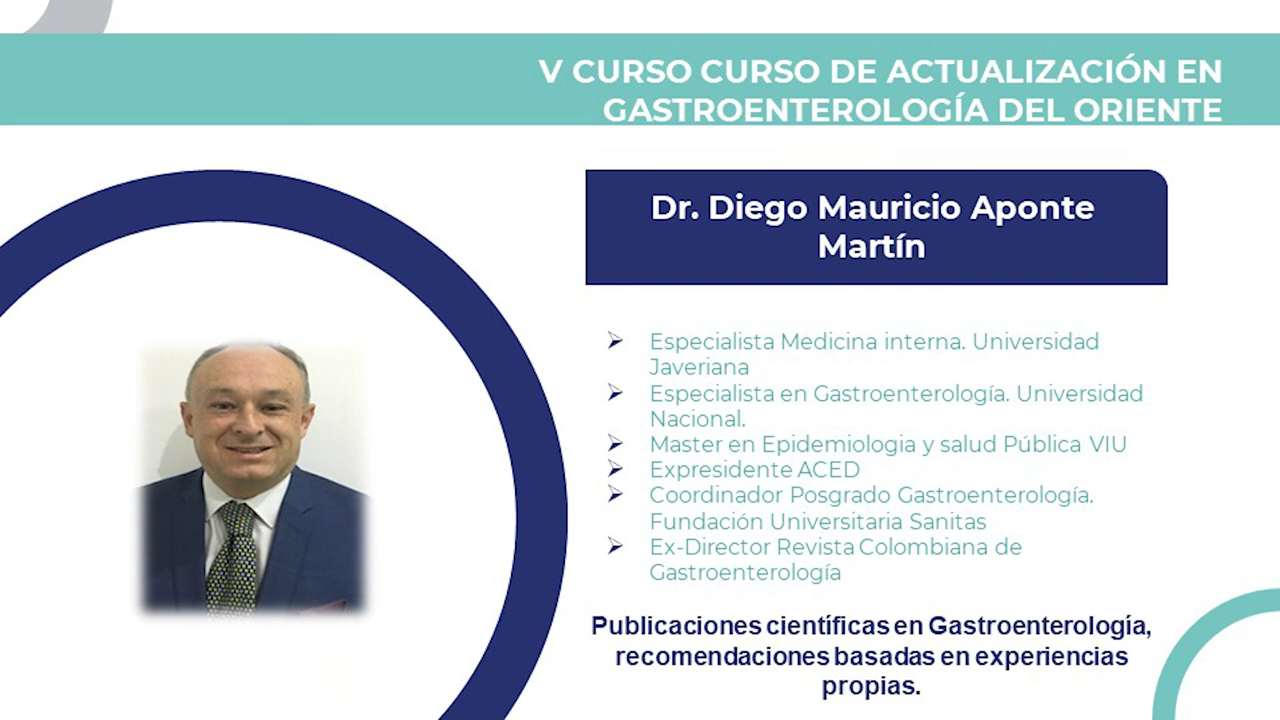 V CURSO CURSO DE ACTUALIZACIÓN EN
GASTROENTEROLOGÍA DEL ORIENTE
Dr. Diego Mauricio Aponte
Martín
Especialista Medicina interna. Universidad
Javeriana
Especialista en Gastroenterología. Universidad
Nacional.
Master en Epidemiologia y salud Pública VIU
Expresidente ACED
Coordinador Posgrado Gastroenterología.
Fundación Universitaria Sanitas
Ex-Director Revista Colombiana de
Gastroenterología
Publicaciones científicas en Gastroenterología,
recomendaciones basadas en experiencias
propias.